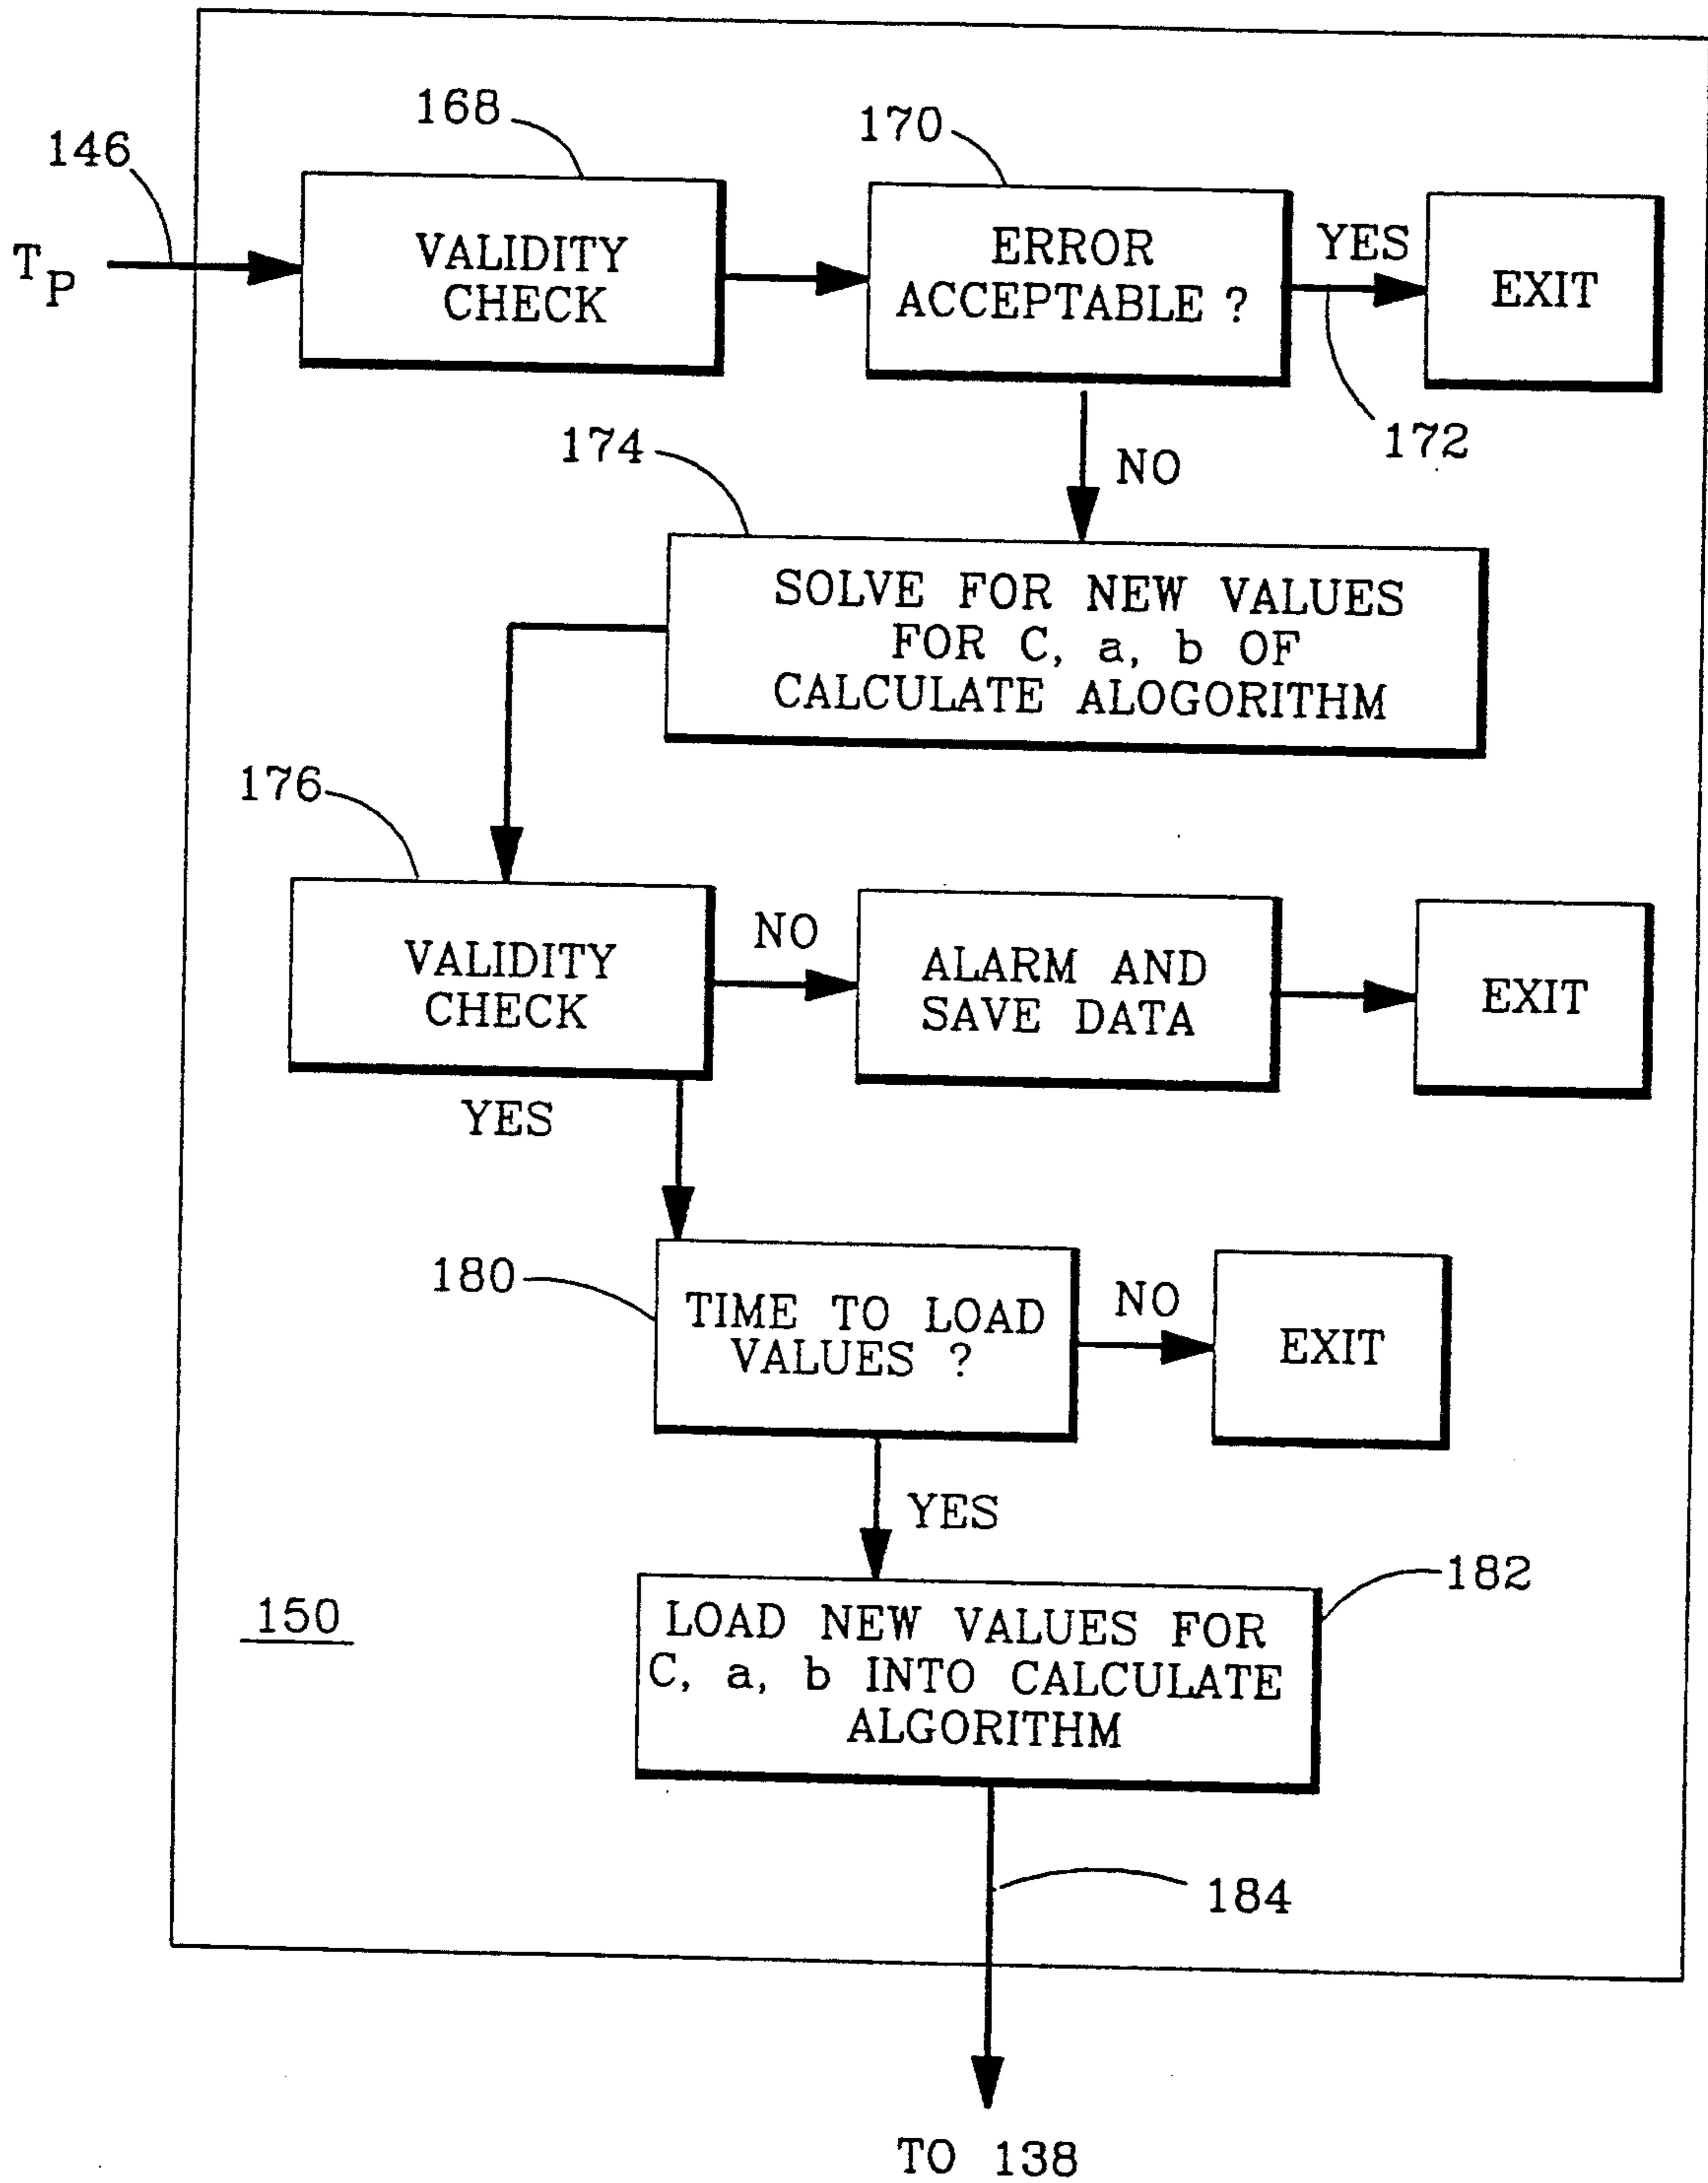 168
170
146
T_P
VALIDITY
CHECK
ERROR
ACCEPTABLE ?
YES
EXIT
172
174
NO
SOLVE FOR NEW VALUES
FOR C, a, b OF
CALCULATE ALOGORITHM
176
VALIDITY
CHECK
NO
ALARM AND
SAVE DATA
EXIT
YES
180
TIME TO LOAD
VALUES ?
NO
EXIT
YES
182
150
LOAD NEW VALUES FOR
C, a, b INTO CALCULATE
ALGORITHM
184
TO 138